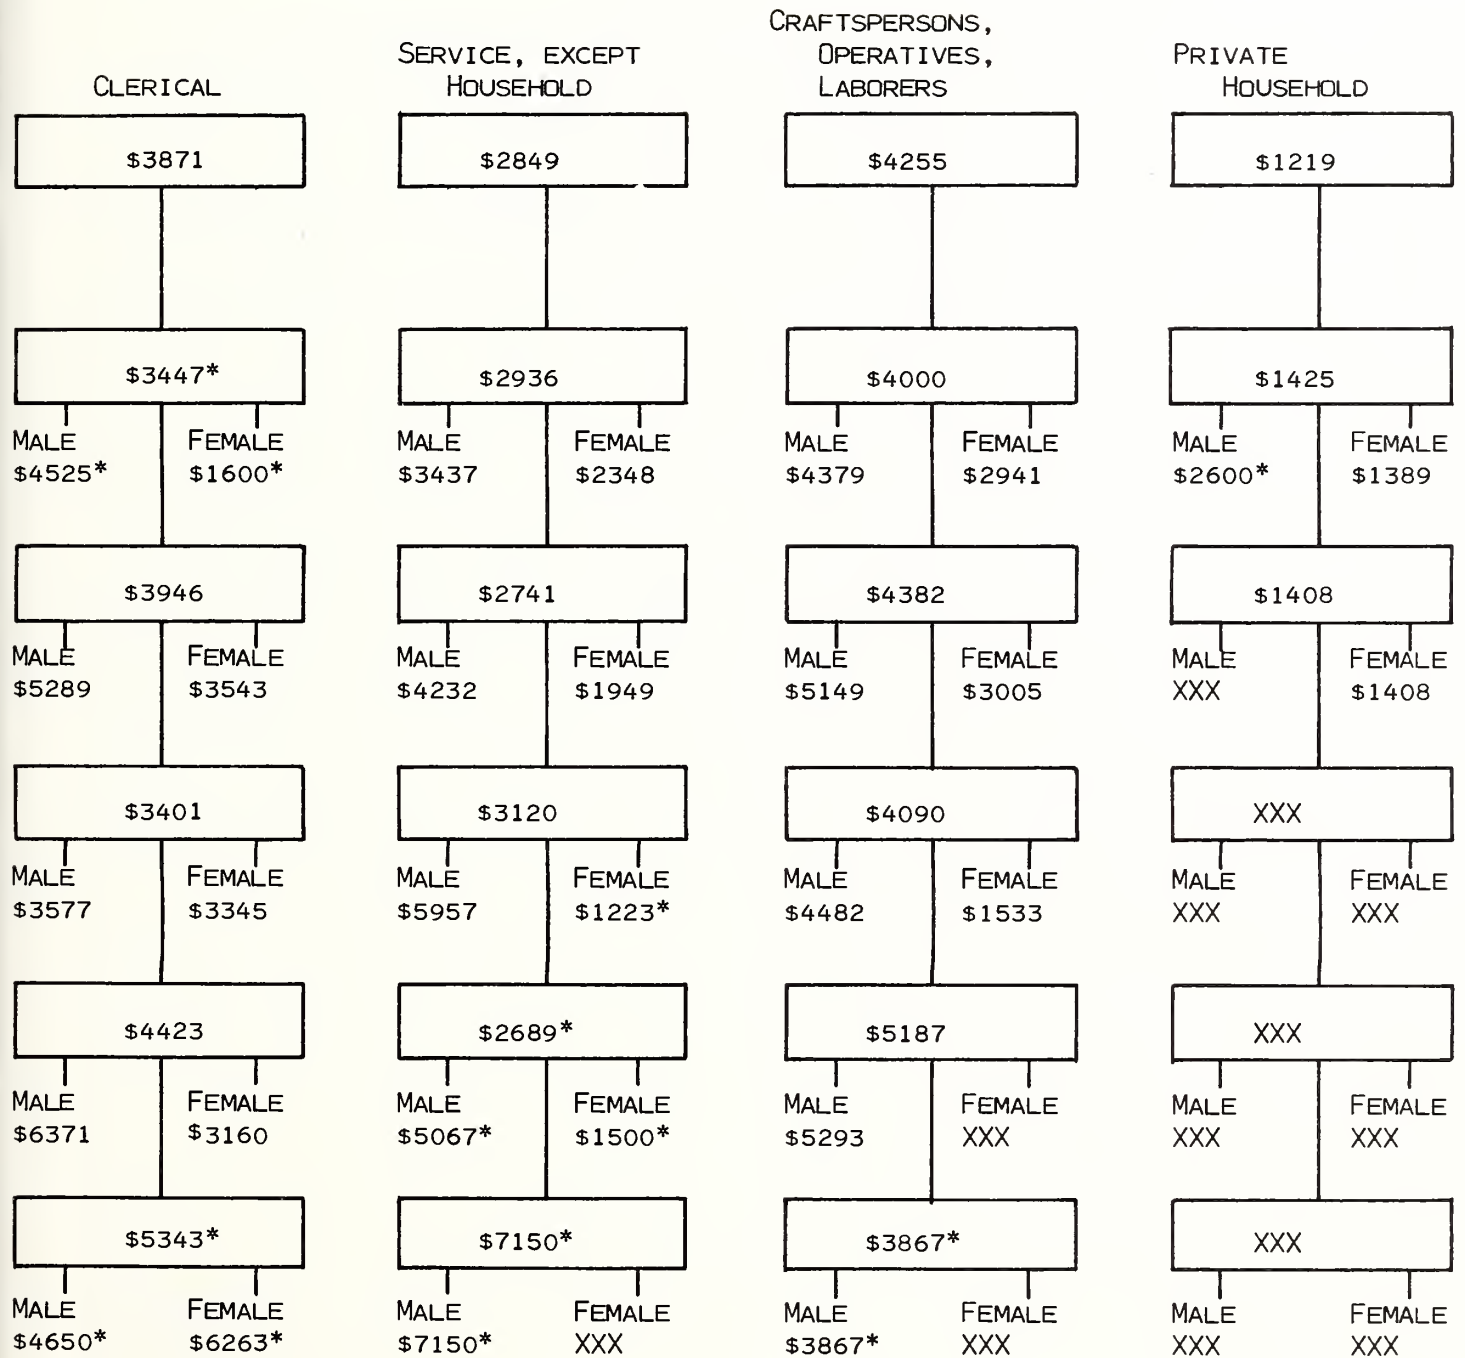 CLERICAL
SERVICE, EXCEPT
HOUSEHOLD
CRAFTSPERSONS,
OPERATIVES,
LABORERS
PRIVATE
HOUSEHOLD
$3871 $2849 $4255 $1219
$3447* $2936 $4000 $1425
MALE FEMALE MALE FEMALE MALE FEMALE MALE FEMALE
$4525* $1600* $3437 $2348 $4379 $2941 $2600* $1389
$3946 $2741 $4382 $1408
MALE FEMALE MALE FEMALE MALE FEMALE MALE FEMALE
$5289 $3543 $4232 $1949 $5149 $3005 XXX $1408
$3401 $3120 $4090 XXX
MALE FEMALE MALE FEMALE MALE FEMALE MALE FEMALE
$3577 $3345 $5957 $1223* $4482 $1533 XXX XXX
$4423 $2689* $5187 XXX
MALE FEMALE MALE FEMALE MALE FEMALE MALE FEMALE
$6371 $3160 $5067* $1500* $5293 XXX XXX XXX
$5343* $7150* $3867* XXX
MALE FEMALE MALE FEMALE MALE FEMALE MALE FEMALE
$4650* $6263* $7150* XXX $3867* XXX XXX XXX